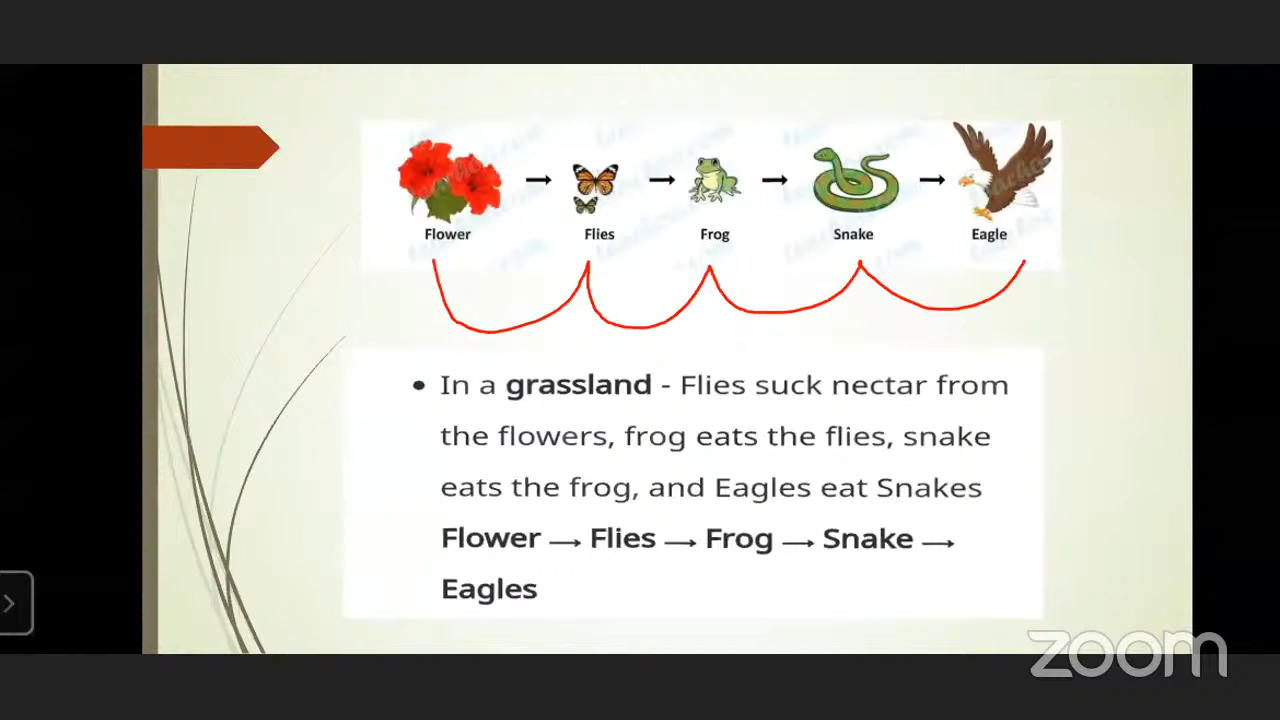 Flower Flies Frog Snake Eagle
• In a grassland - Flies suck nectar from
the flowers, frog eats the flies, snake
eats the frog, and Eagles eat Snakes
Flower → Flies → Frog → Snake →
Eagles
zoom